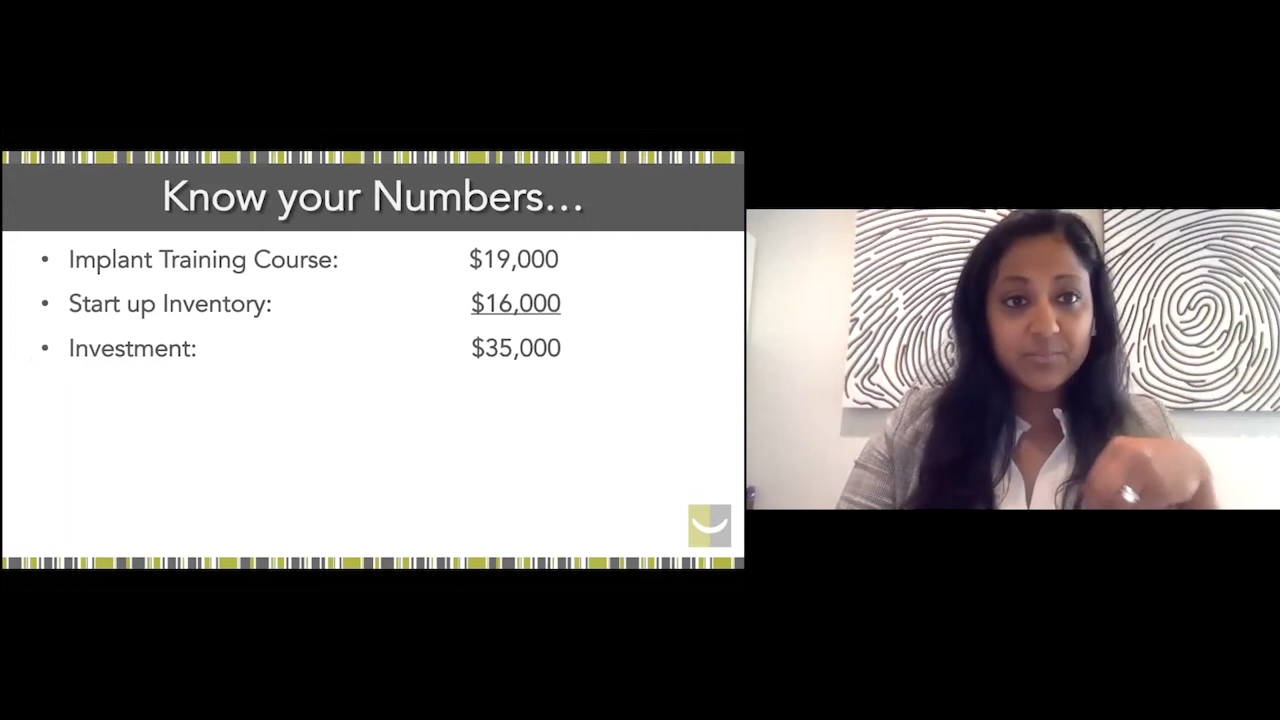 Know your Numbers...
• Implant Training Course: $19,000
• Start up Inventory: $16,000
• Investment: $35,000